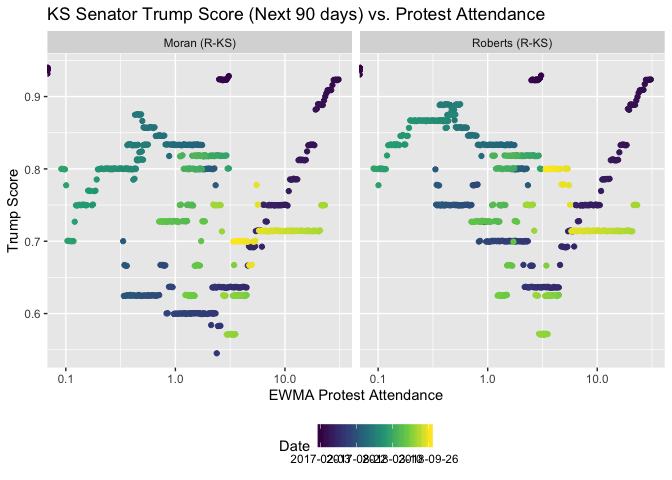 KS Senator Trump Score (Next 90 days) vs. Protest Attendance
Moran (R-KS) Roberts (R-KS)
Trump Score
0.9
0.8
0.7
0.6
0.1 1.0 10.0 0.1 1.0 10.0
EWMA Protest Attendance
Date